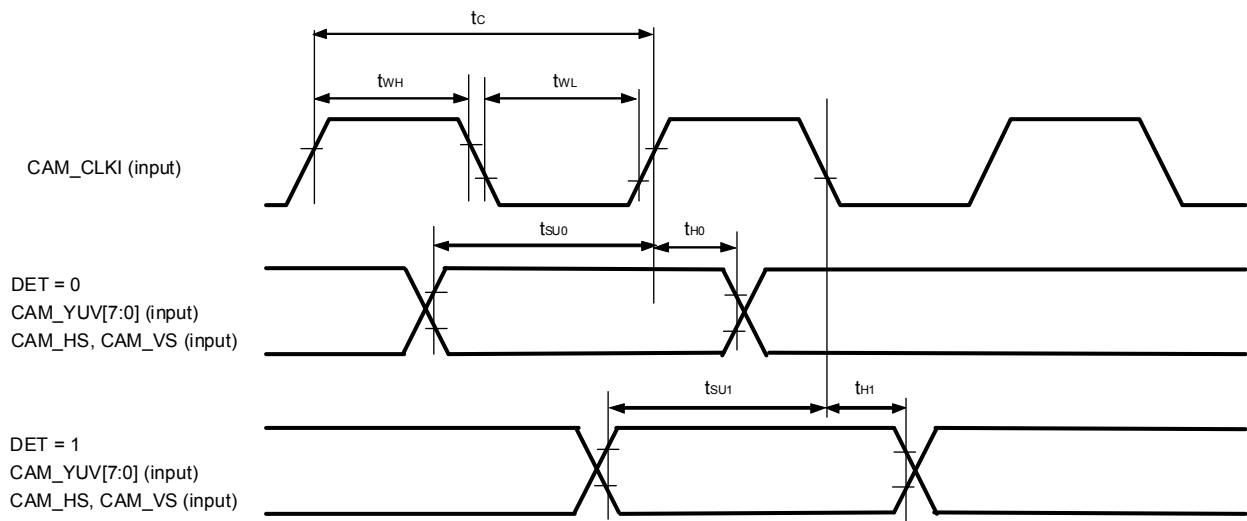 tC
tWH
tWL
CAM_CLKI (input)
tSU0
tH0
DET = 0
CAM_YUV[7:0] (input)
CAM_HS, CAM_VS (input)
tSU1
tH1
DET = 1
CAM_YUV[7:0] (input)
CAM_HS, CAM_VS (input)